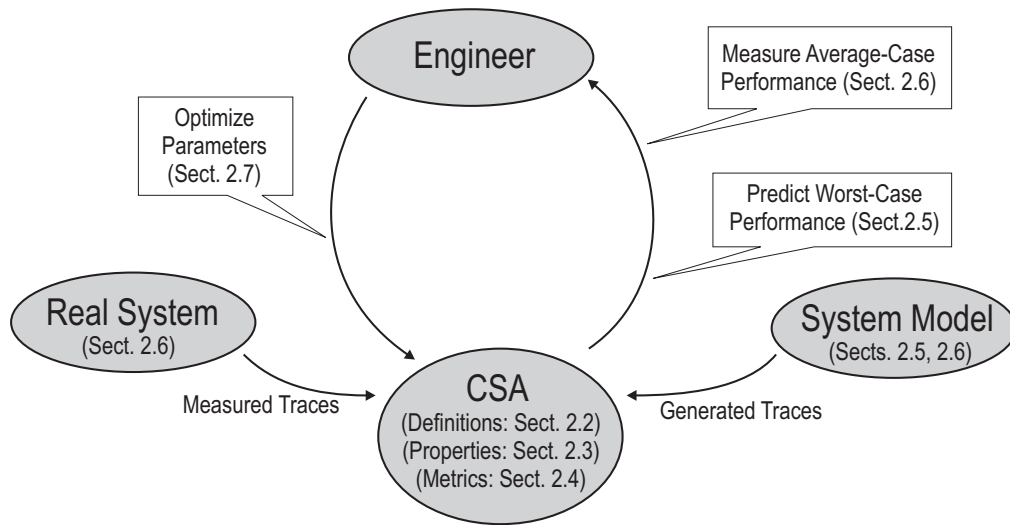 Engineer
Measure Average-Case
Performance (Sect. 2.6)
Optimize
Parameters
(Sect. 2.7)
Predict Worst-Case
Performance (Sect.2.5)
Real System
(Sect. 2.6)
System Model
(Sects. 2.5, 2.6)
Measured Traces
CSA
(Definitions: Sect. 2.2)
(Properties: Sect. 2.3)
(Metrics: Sect. 2.4)
Generated Traces